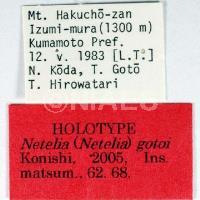 Mt. Hakuchō-zan
Izumi-mura(1300 m)
Kumamoto Pref.
12. v. 1983 [L.T.]
N. Kōda, T. Gotō
T. Hirowatari
©NIAES
HOLOTYPE
Netelia (Netelia) gotoi
Konishi, 2005, Ins.
matsum., 62. 68.